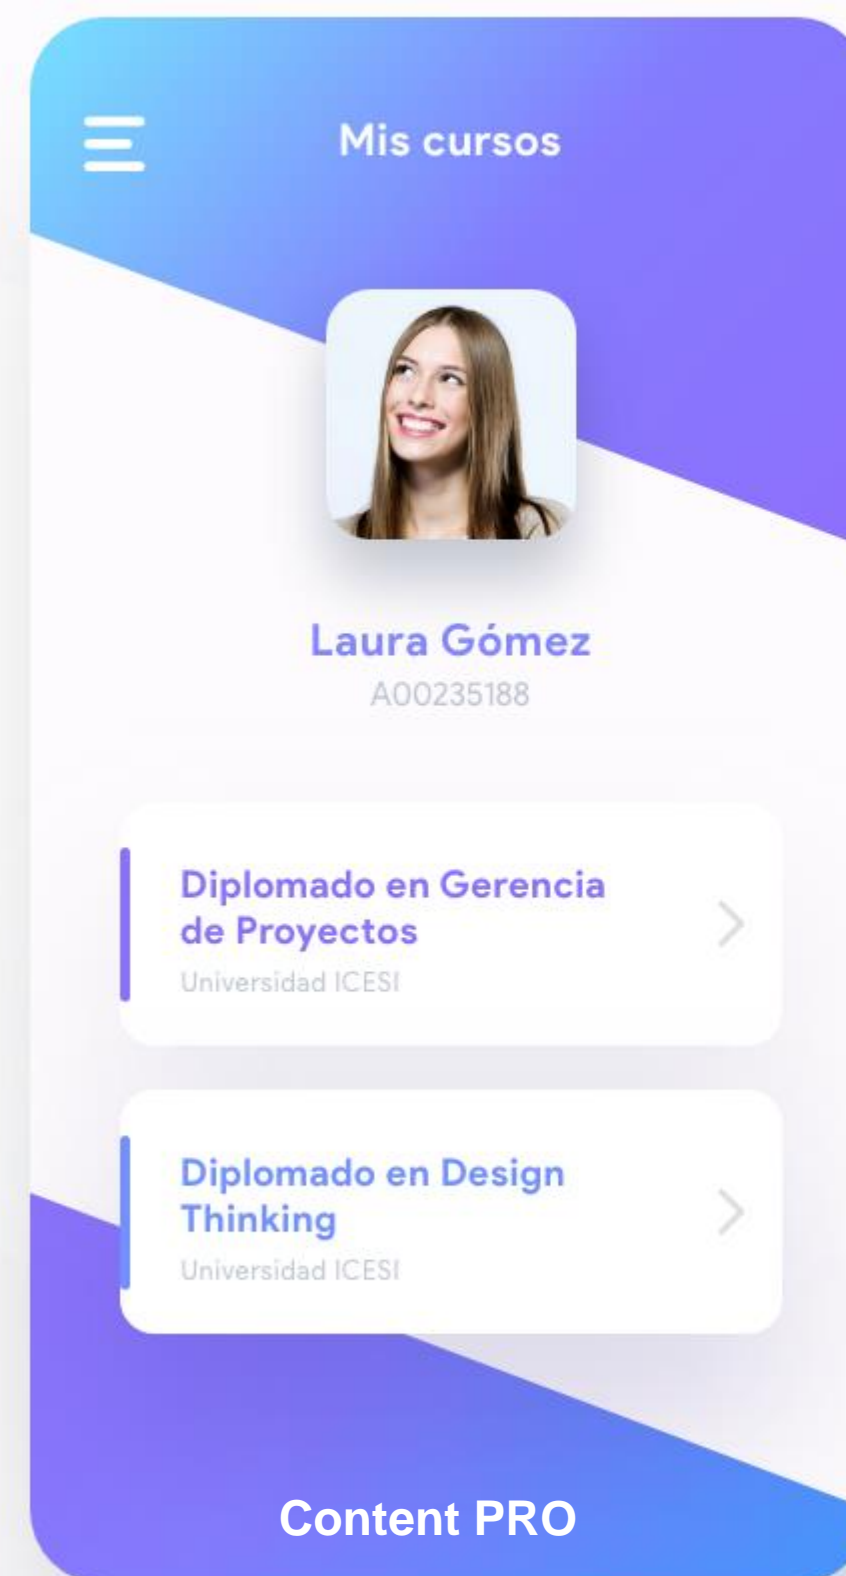 Mis cursos
Laura Gómez
A00235188
Diplomado en Gerencia
de Proyectos
Universidad ICESI
Diplomado en Design
Thinking
Universidad ICESI
Content PRO